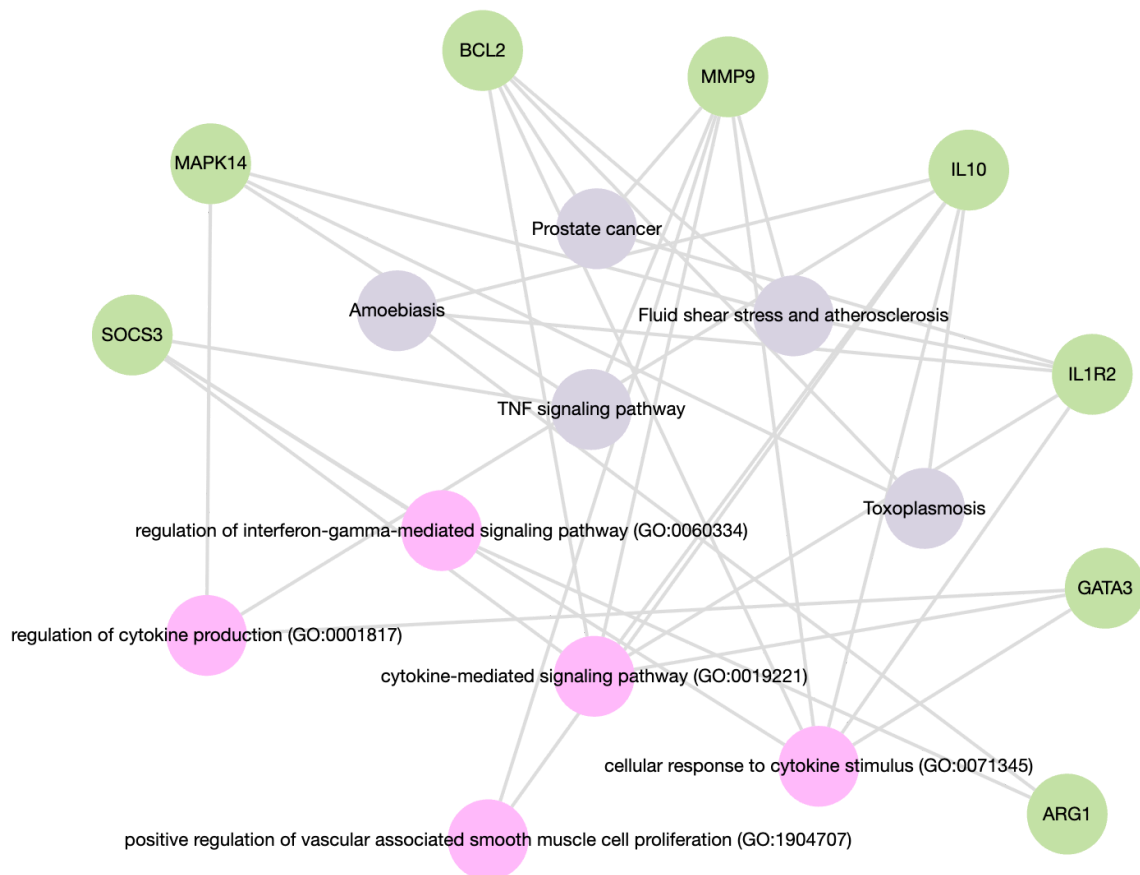 BCL2
MMP9
MAPK14
IL10
Prostate cancer
Amoebiasis
Fluid shear stress and atherosclerosis
SOCS3
IL1R2
TNF signaling pathway
Toxoplasmosis
regulation of interferon-gamma-mediated signaling pathway (GO:0060334)
GATA3
regulation of cytokine production (GO:0001817)
cytokine-mediated signaling pathway (GO:0019221)
cellular response to cytokine stimulus (GO:0071345)
ARG1
positive regulation of vascular associated smooth muscle cell proliferation (GO:1904707)